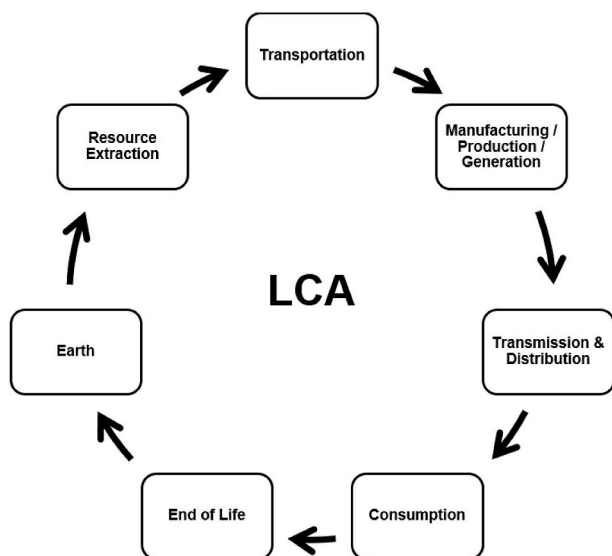 Transportation
Resource
Extraction
Manufacturing /
Production /
Generation
LCA
Earth
Transmission &
Distribution
End of Life
Consumption